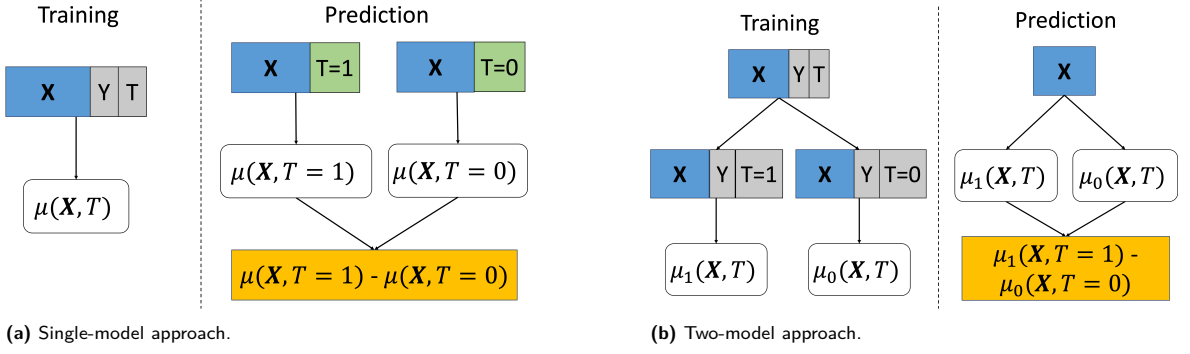 Training
X Y T
μ(X, T)
Prediction
X T=1 X T=0
μ(X, T = 1) μ(X, T = 0)
μ(X, T = 1) - μ(X, T = 0)
(a) Single-model approach.
Training
X Y T
X Y T=1 X Y T=0
μ₁(X, T) μ₀(X, T)
Prediction
X
μ₁(X, T) μ₀(X, T)
μ₁(X, T = 1) -
μ₀(X, T = 0)
(b) Two-model approach.